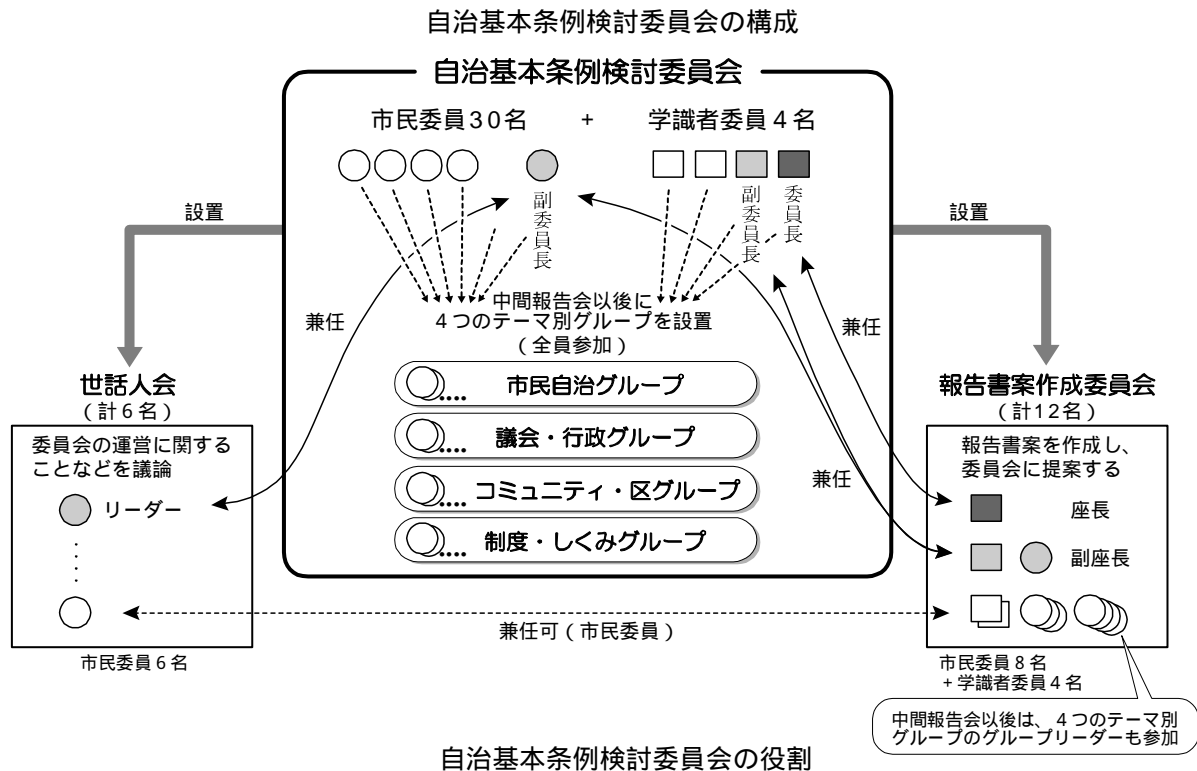 自治基本条例検討委員会の構成
自治基本条例検討委員会
市民委員30名 + 学識者委員4名
副委員長
副委員長
委員長
設置
設置
中間報告会以後に
4つのテーマ別グループを設置
(全員参加)
兼任
兼任
市民自治グループ
議会・行政グループ
コミュニティ・区グループ
制度・しくみグループ
世話人会
(計6名)
委員会の運営に関する
ことなどを議論
リーダー
市民委員6名
報告書案作成委員会
(計12名)
報告書案を作成し、
委員会に提案する
兼任
座長
副座長
兼任可(市民委員)
市民委員8名
+学識者委員4名
中間報告会以後は、4つのテーマ別
グループのグループリーダーも参加
自治基本条例検討委員会の役割